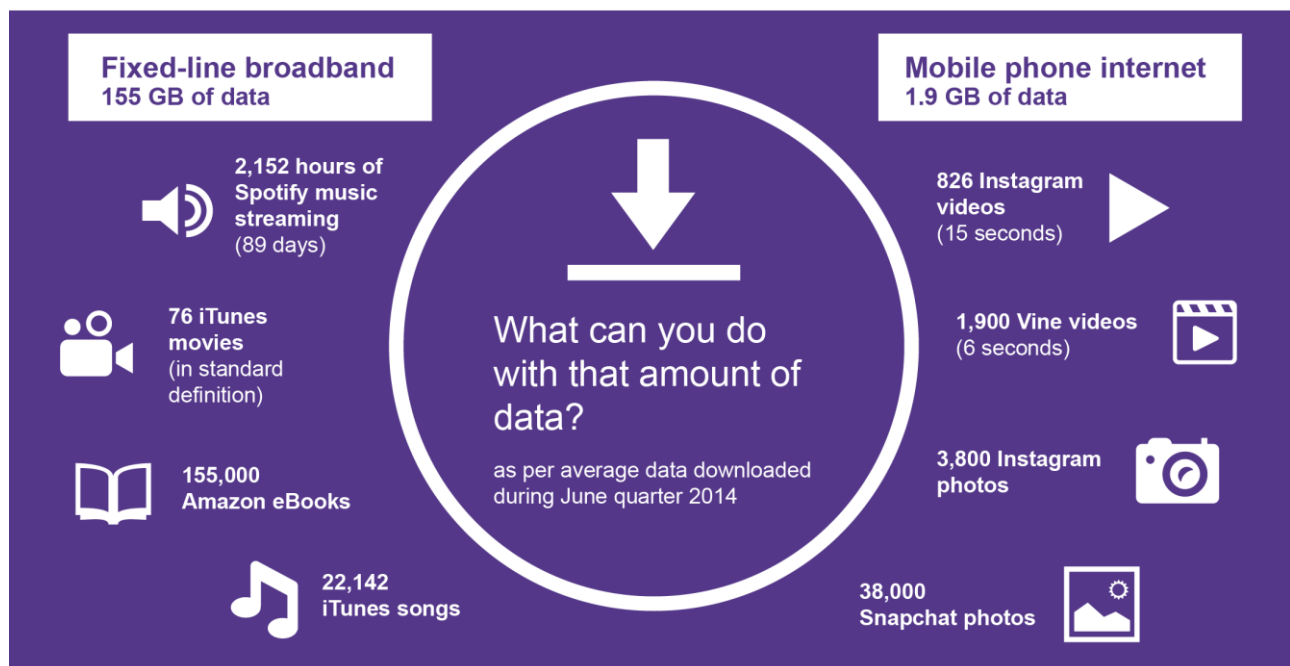 Fixed-line broadband
155 GB of data
2,152 hours of
Spotify music
streaming
(89 days)
76 iTunes
movies
(in standard
definition)
155,000
Amazon eBooks
22,142
iTunes songs
What can you do
with that amount of
data?
as per average data downloaded
during June quarter 2014
Mobile phone internet
1.9 GB of data
826 Instagram
videos
(15 seconds)
1,900 Vine videos
(6 seconds)
3,800 Instagram
photos
38,000
Snapchat photos